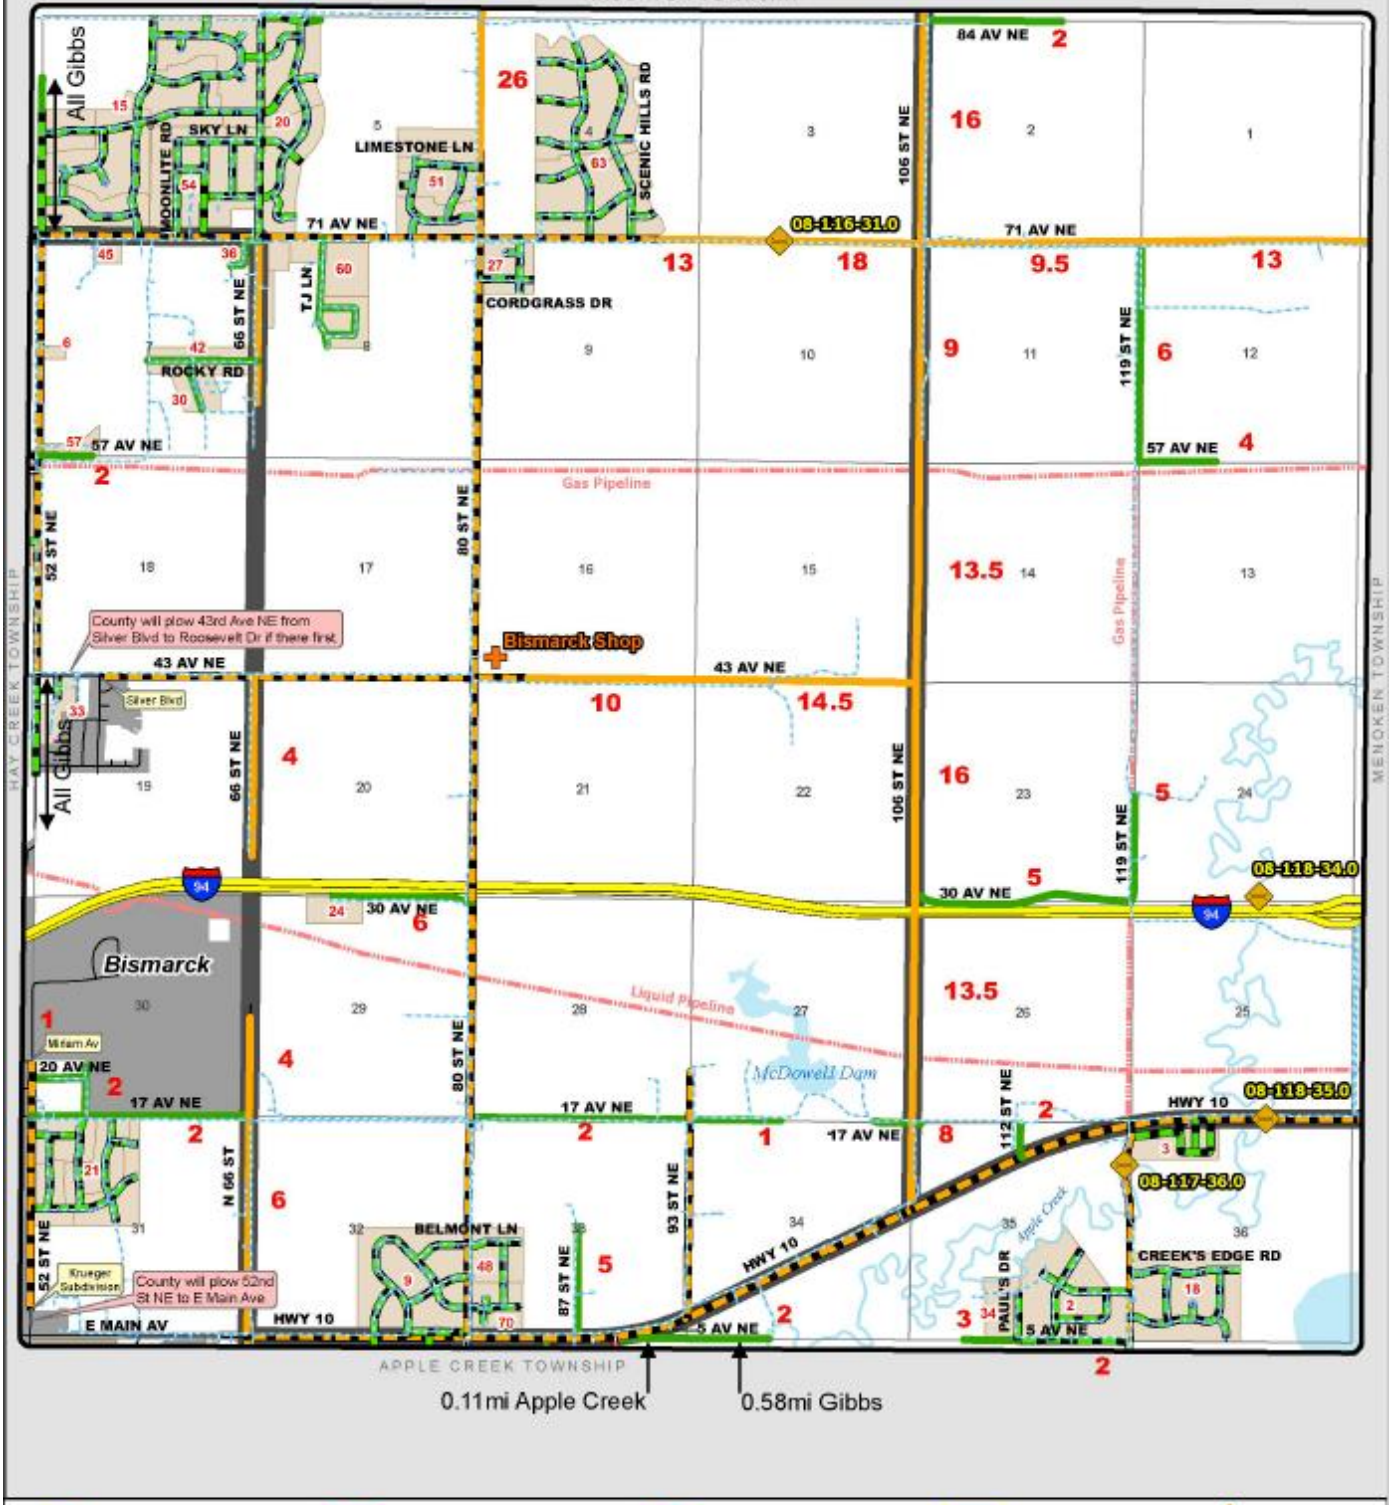 84 AV NE
2
All Gibbs
26
15
20
16
106 ST NE
SCENIC HILLS RD
MOONLITE RD
SKY LN
5
4
3
2
1
LIMESTONE LN
63
54
51
71 AV NE
08-116-31.0
71 AV NE
45
36
60
27
13
18
9.5
13
TJ LN
66 ST NE
CORDGRASS DR
6
7
42
8
9
10
9
11
119 ST NE
6
12
ROCKY RD
30
57
57 AV NE
2
57 AV NE
4
Gas Pipeline
80 ST NE
52 ST NE
18
17
16
15
13.5
14
13
Gas Pipeline
HAY CREEK TOWNSHIP
MENOKEN TOWNSHIP
County will plow 43rd Ave NE from
Silver Blvd to Roosevelt Dr if there first
Bismarck Shop
43 AV NE
43 AV NE
Silver Blvd
33
10
14.5
All Gibbs
66 ST NE
4
106 ST NE
16
19
20
21
22
23
5
24
119 ST NE
94
08-118-34.0
24
30 AV NE
6
30 AV NE
5
94
Bismarck
30
29
28
Liquid Pipeline
27
13.5
26
25
1
Miriam Av
20 AV NE
2
4
80 ST NE
McDowell Dam
112 ST NE
2
08-118-35.0
HWY 10
17 AV NE
2
17 AV NE
2
1
17 AV NE
8
3
21
N 66 ST
93 ST NE
08-117-36.0
6
31
32
BELMONT LN
33
34
35
Apple Creek
36
52 ST NE
Krueger
Subdivision
County will plow 52nd
St NE to E Main Ave
9
48
87 ST NE
5
HWY 10
PAUL'S DR
CREEK'S EDGE RD
18
E MAIN AV
HWY 10
70
5 AV NE
2
3
34
2
5 AV NE
2
APPLE CREEK TOWNSHIP
0.11mi Apple Creek
0.58mi Gibbs